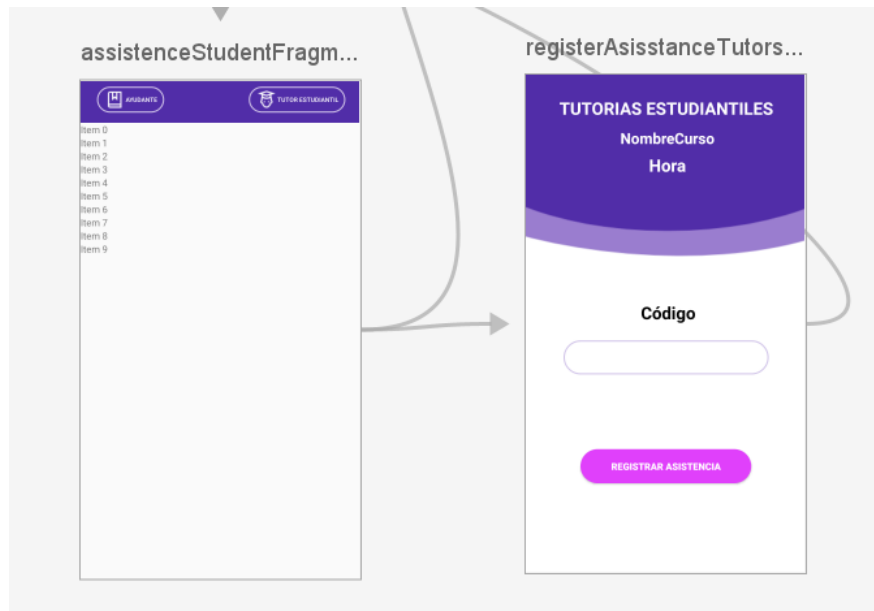 assistenceStudentFragm...
AYUDANTE
TUTOR ESTUDIANTIL
Item 0
Item 1
Item 2
Item 3
Item 4
Item 5
Item 6
Item 7
Item 8
Item 9
registerAsisstanceTutors...
TUTORIAS ESTUDIANTILES
NombreCurso
Hora
Código
REGISTRAR ASISTENCIA